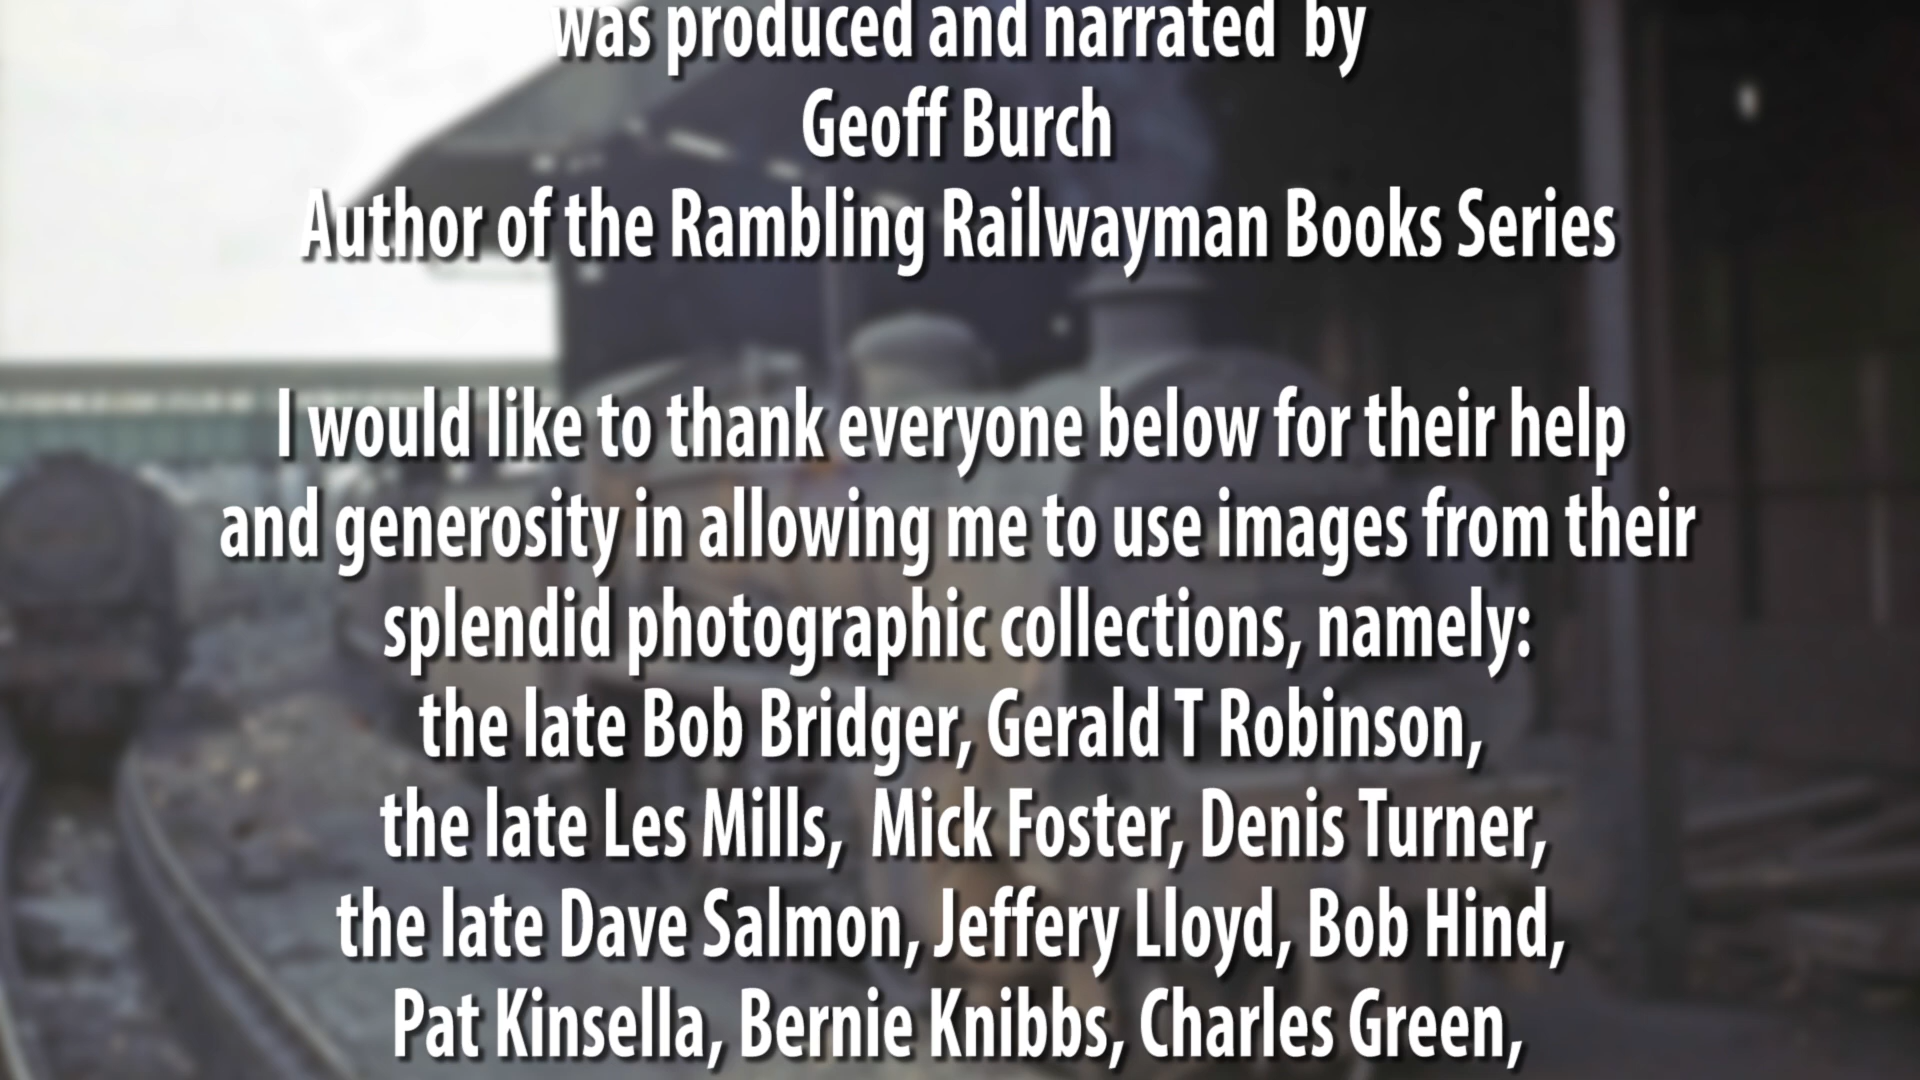 was produced and narrated  by
Geoff Burch
Author of the Rambling Railwayman Books Series
I would like to thank everyone below for their help
and generosity in allowing me to use images from their
splendid photographic collections, namely:
the late Bob Bridger, Gerald T Robinson,
the late Les Mills,  Mick Foster, Denis Turner,
the late Dave Salmon, Jeffery Lloyd, Bob Hind,
Pat Kinsella, Bernie Knibbs, Charles Green,